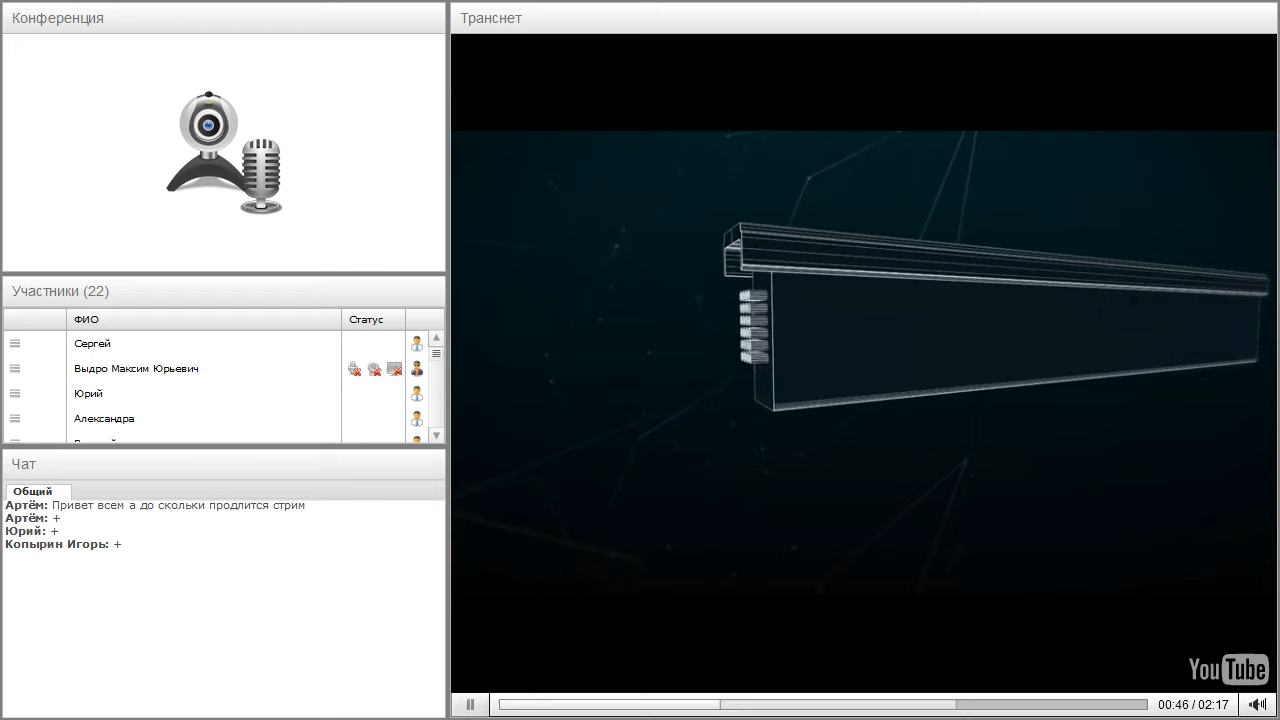 Конференция
Транснет
Участники (22)
ФИО
Статус
Сергей
Выдро Максим Юрьевич
Юрий
Александра
Чат
Общий
Артём: Привет всем а до скольки продлится стрим
Артём: +
Юрий: +
Копырин Игорь: +
YouTube
00:46 / 02:17